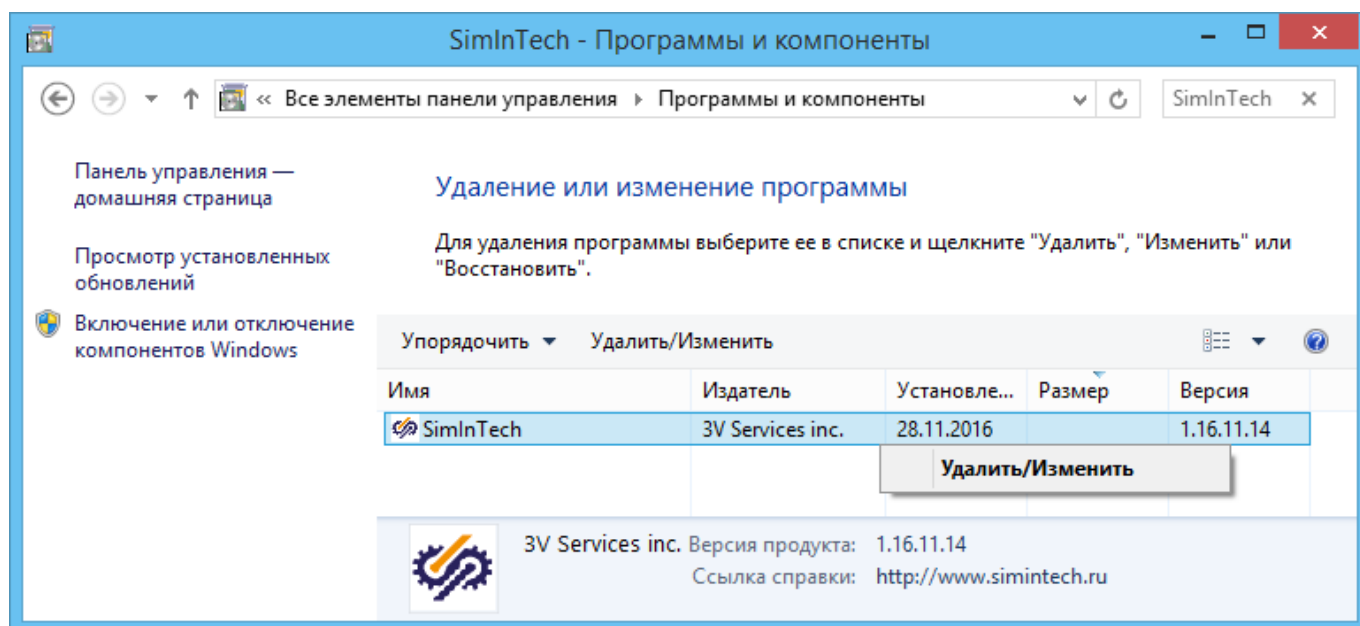 SimInTech - Программы и компоненты
« Все элементы панели управления Программы и компоненты
SimInTech
Панель управления —
домашняя страница
Просмотр установленных
обновлений
Включение или отключение
компонентов Windows
Удаление или изменение программы
Для удаления программы выберите ее в списке и щелкните "Удалить", "Изменить" или
"Восстановить".
Упорядочить Удалить/Изменить
Имя Издатель Установле... Размер Версия
SimInTech 3V Services inc. 28.11.2016 1.16.11.14
Удалить/Изменить
3V Services inc. Версия продукта: 1.16.11.14
Ссылка справки: http://www.simintech.ru